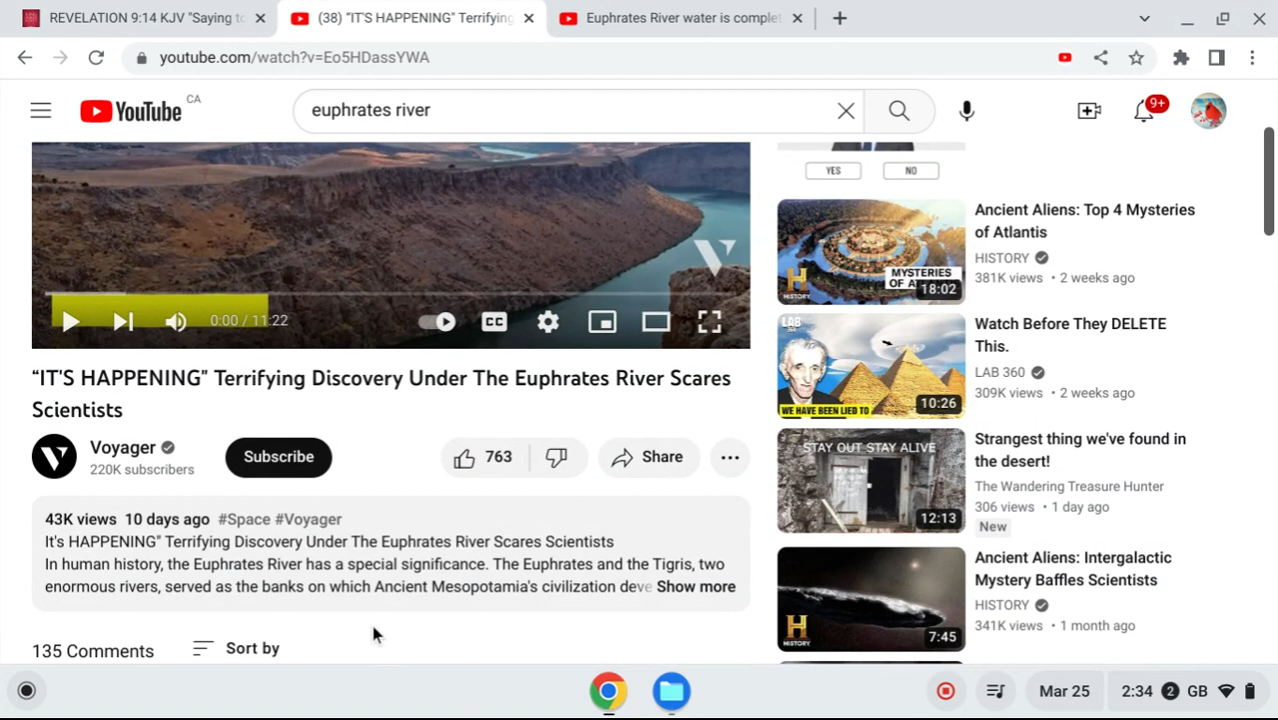 REVELATION 9:14 KJV "Saying to
(38) "IT'S HAPPENING" Terrifying
Euphrates River water is complet
youtube.com/watch?v=Eo5HDassYWA
YouTube CA
euphrates river
9+
YES
NO
0:00 / 11:22
CC
"IT'S HAPPENING" Terrifying Discovery Under The Euphrates River Scares
Scientists
Voyager
220K subscribers
Subscribe
763
Share
43K views 10 days ago #Space #Voyager
It's HAPPENING" Terrifying Discovery Under The Euphrates River Scares Scientists
In human history, the Euphrates River has a special significance. The Euphrates and the Tigris, two
enormous rivers, served as the banks on which Ancient Mesopotamia's civilization deve Show more
135 Comments
Sort by
MYSTERIES
OF A
HISTORY
18:02
Ancient Aliens: Top 4 Mysteries
of Atlantis
HISTORY
381K views • 2 weeks ago
LAB
360
WE HAVE BEEN LIED TO
10:26
Watch Before They DELETE
This.
LAB 360
309K views • 2 weeks ago
STAY OUT STAY ALIVE
12:13
Strangest thing we've found in
the desert!
The Wandering Treasure Hunter
306 views • 1 day ago
New
HISTORY
7:45
Ancient Aliens: Intergalactic
Mystery Baffles Scientists
HISTORY
341K views • 1 month ago
Mar 25
2:34 2 GB